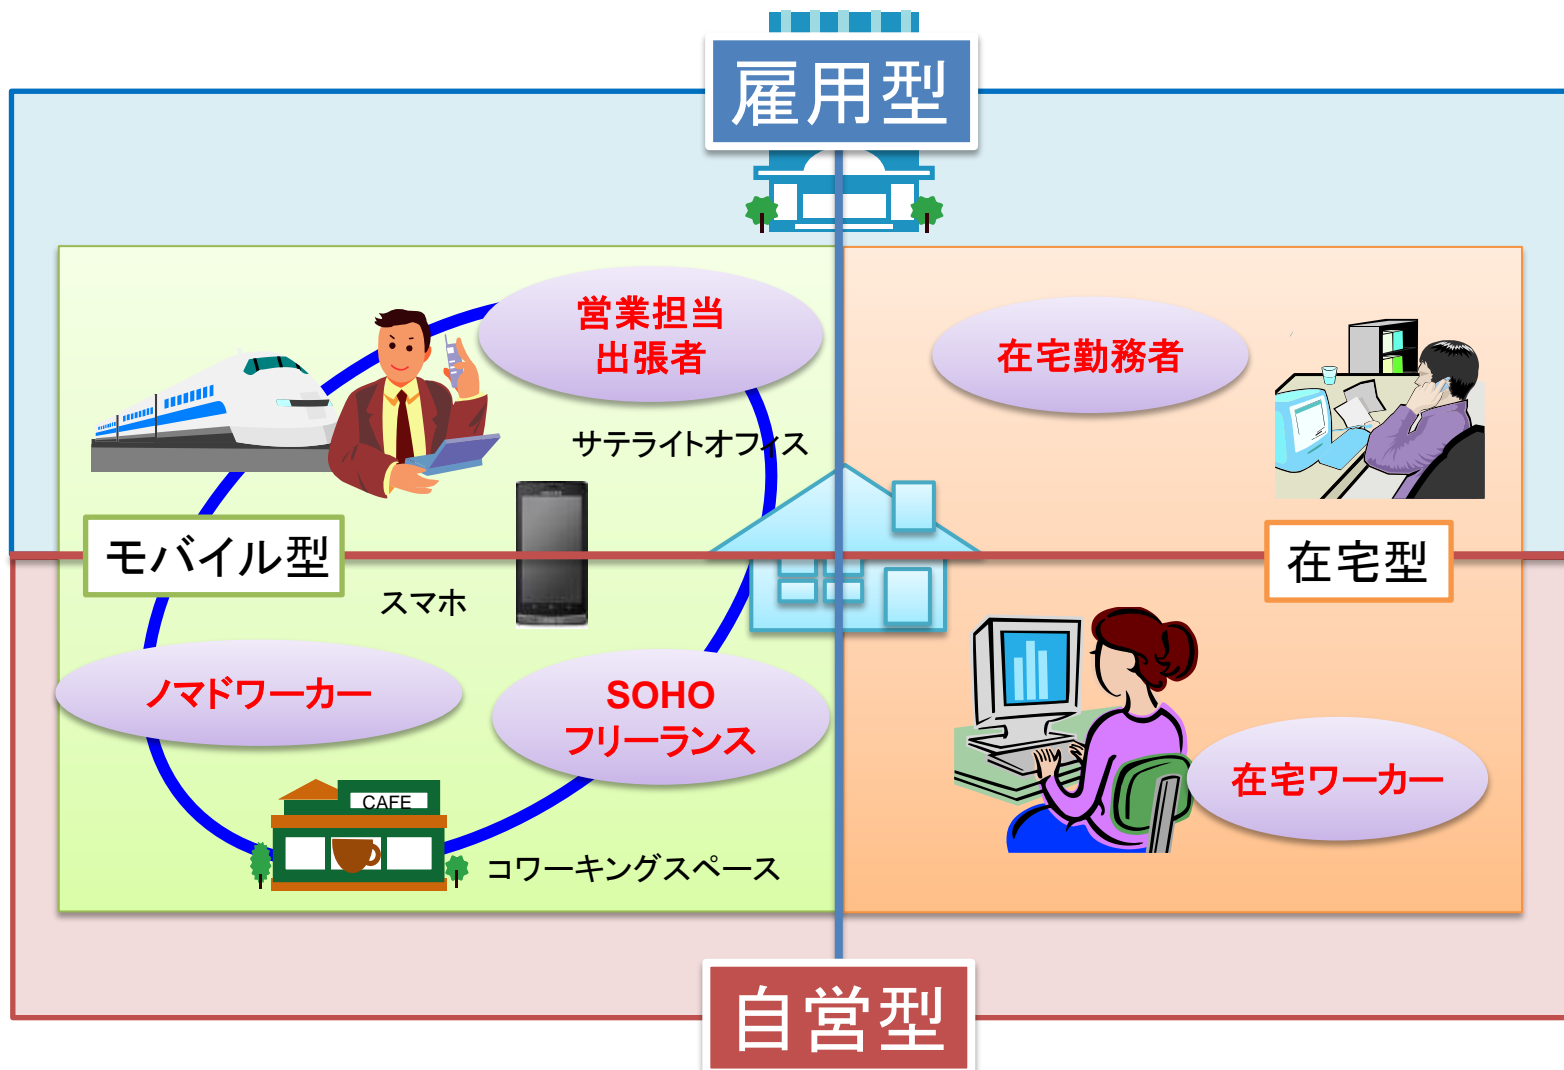 雇用型
営業担当
出張者
在宅勤務者
サテライトオフィス
モバイル型
在宅型
スマホ
ノマドワーカー
SOHO
フリーランス
在宅ワーカー
CAFE
コワーキングスペース
自営型